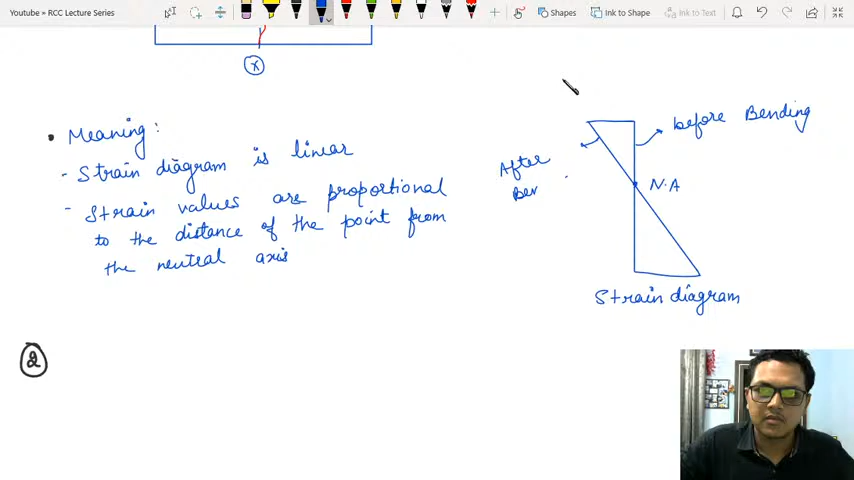 Youtube » RCC Lecture Series
Shapes
Ink to Shape
Ink to Text
x
• Meaning:
- Strain diagram is linear
- Strain values are proportional
to the distance of the point from
the neutral axis
before Bending
After
Ben
N.A
Strain diagram
2